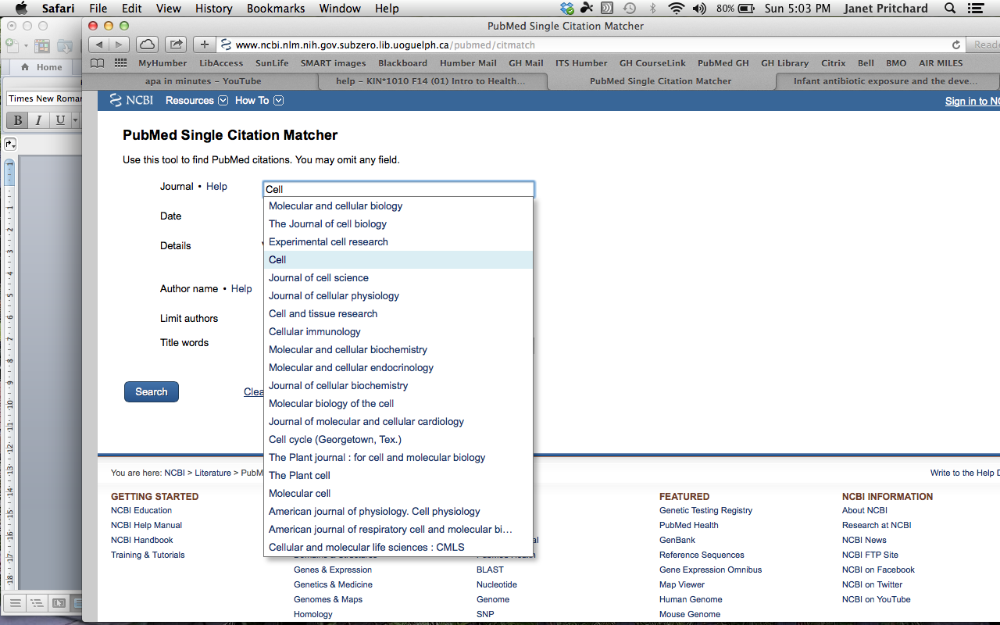 Safari File Edit View History Bookmarks Window Help 80% Sun 5:03 PM Janet Pritchard
PubMed Single Citation Matcher
www.ncbi.nlm.nih.gov.subzero.lib.uoguelph.ca/pubmed/citmatch
Reade
MyHumber LibAccess SunLife SMART images Blackboard Humber Mail GH Mail ITS Humber GH CourseLink PubMed GH GH Library Citrix Bell BMO AIR MILES
apa in minutes – YouTube help – KIN*1010 F14 (01) Intro to Health... PubMed Single Citation Matcher Infant antibiotic exposure and the deve...
Home
Times New Roman
B I U
NCBI Resources How To Sign in to NC
PubMed Single Citation Matcher
Use this tool to find PubMed citations. You may omit any field.
Journal • Help Cell
Date
Details
Author name • Help
Limit authors
Title words
Search Clea
Molecular and cellular biology
The Journal of cell biology
Experimental cell research
Cell
Journal of cell science
Journal of cellular physiology
Cell and tissue research
Cellular immunology
Molecular and cellular biochemistry
Molecular and cellular endocrinology
Journal of cellular biochemistry
Molecular biology of the cell
Journal of molecular and cellular cardiology
Cell cycle (Georgetown, Tex.)
The Plant journal : for cell and molecular biology
The Plant cell
Molecular cell
American journal of physiology. Cell physiology
American journal of respiratory cell and molecular bi...
Cellular and molecular life sciences : CMLS
You are here: NCBI > Literature > PubM
Write to the Help D
GETTING STARTED
NCBI Education
NCBI Help Manual
NCBI Handbook
Training & Tutorials
Genes & Expression
Genetics & Medicine
Genomes & Maps
Homology
BLAST
Nucleotide
Genome
SNP
FEATURED
Genetic Testing Registry
PubMed Health
GenBank
Reference Sequences
Gene Expression Omnibus
Map Viewer
Human Genome
Mouse Genome
NCBI INFORMATION
About NCBI
Research at NCBI
NCBI News
NCBI FTP Site
NCBI on Facebook
NCBI on Twitter
NCBI on YouTube